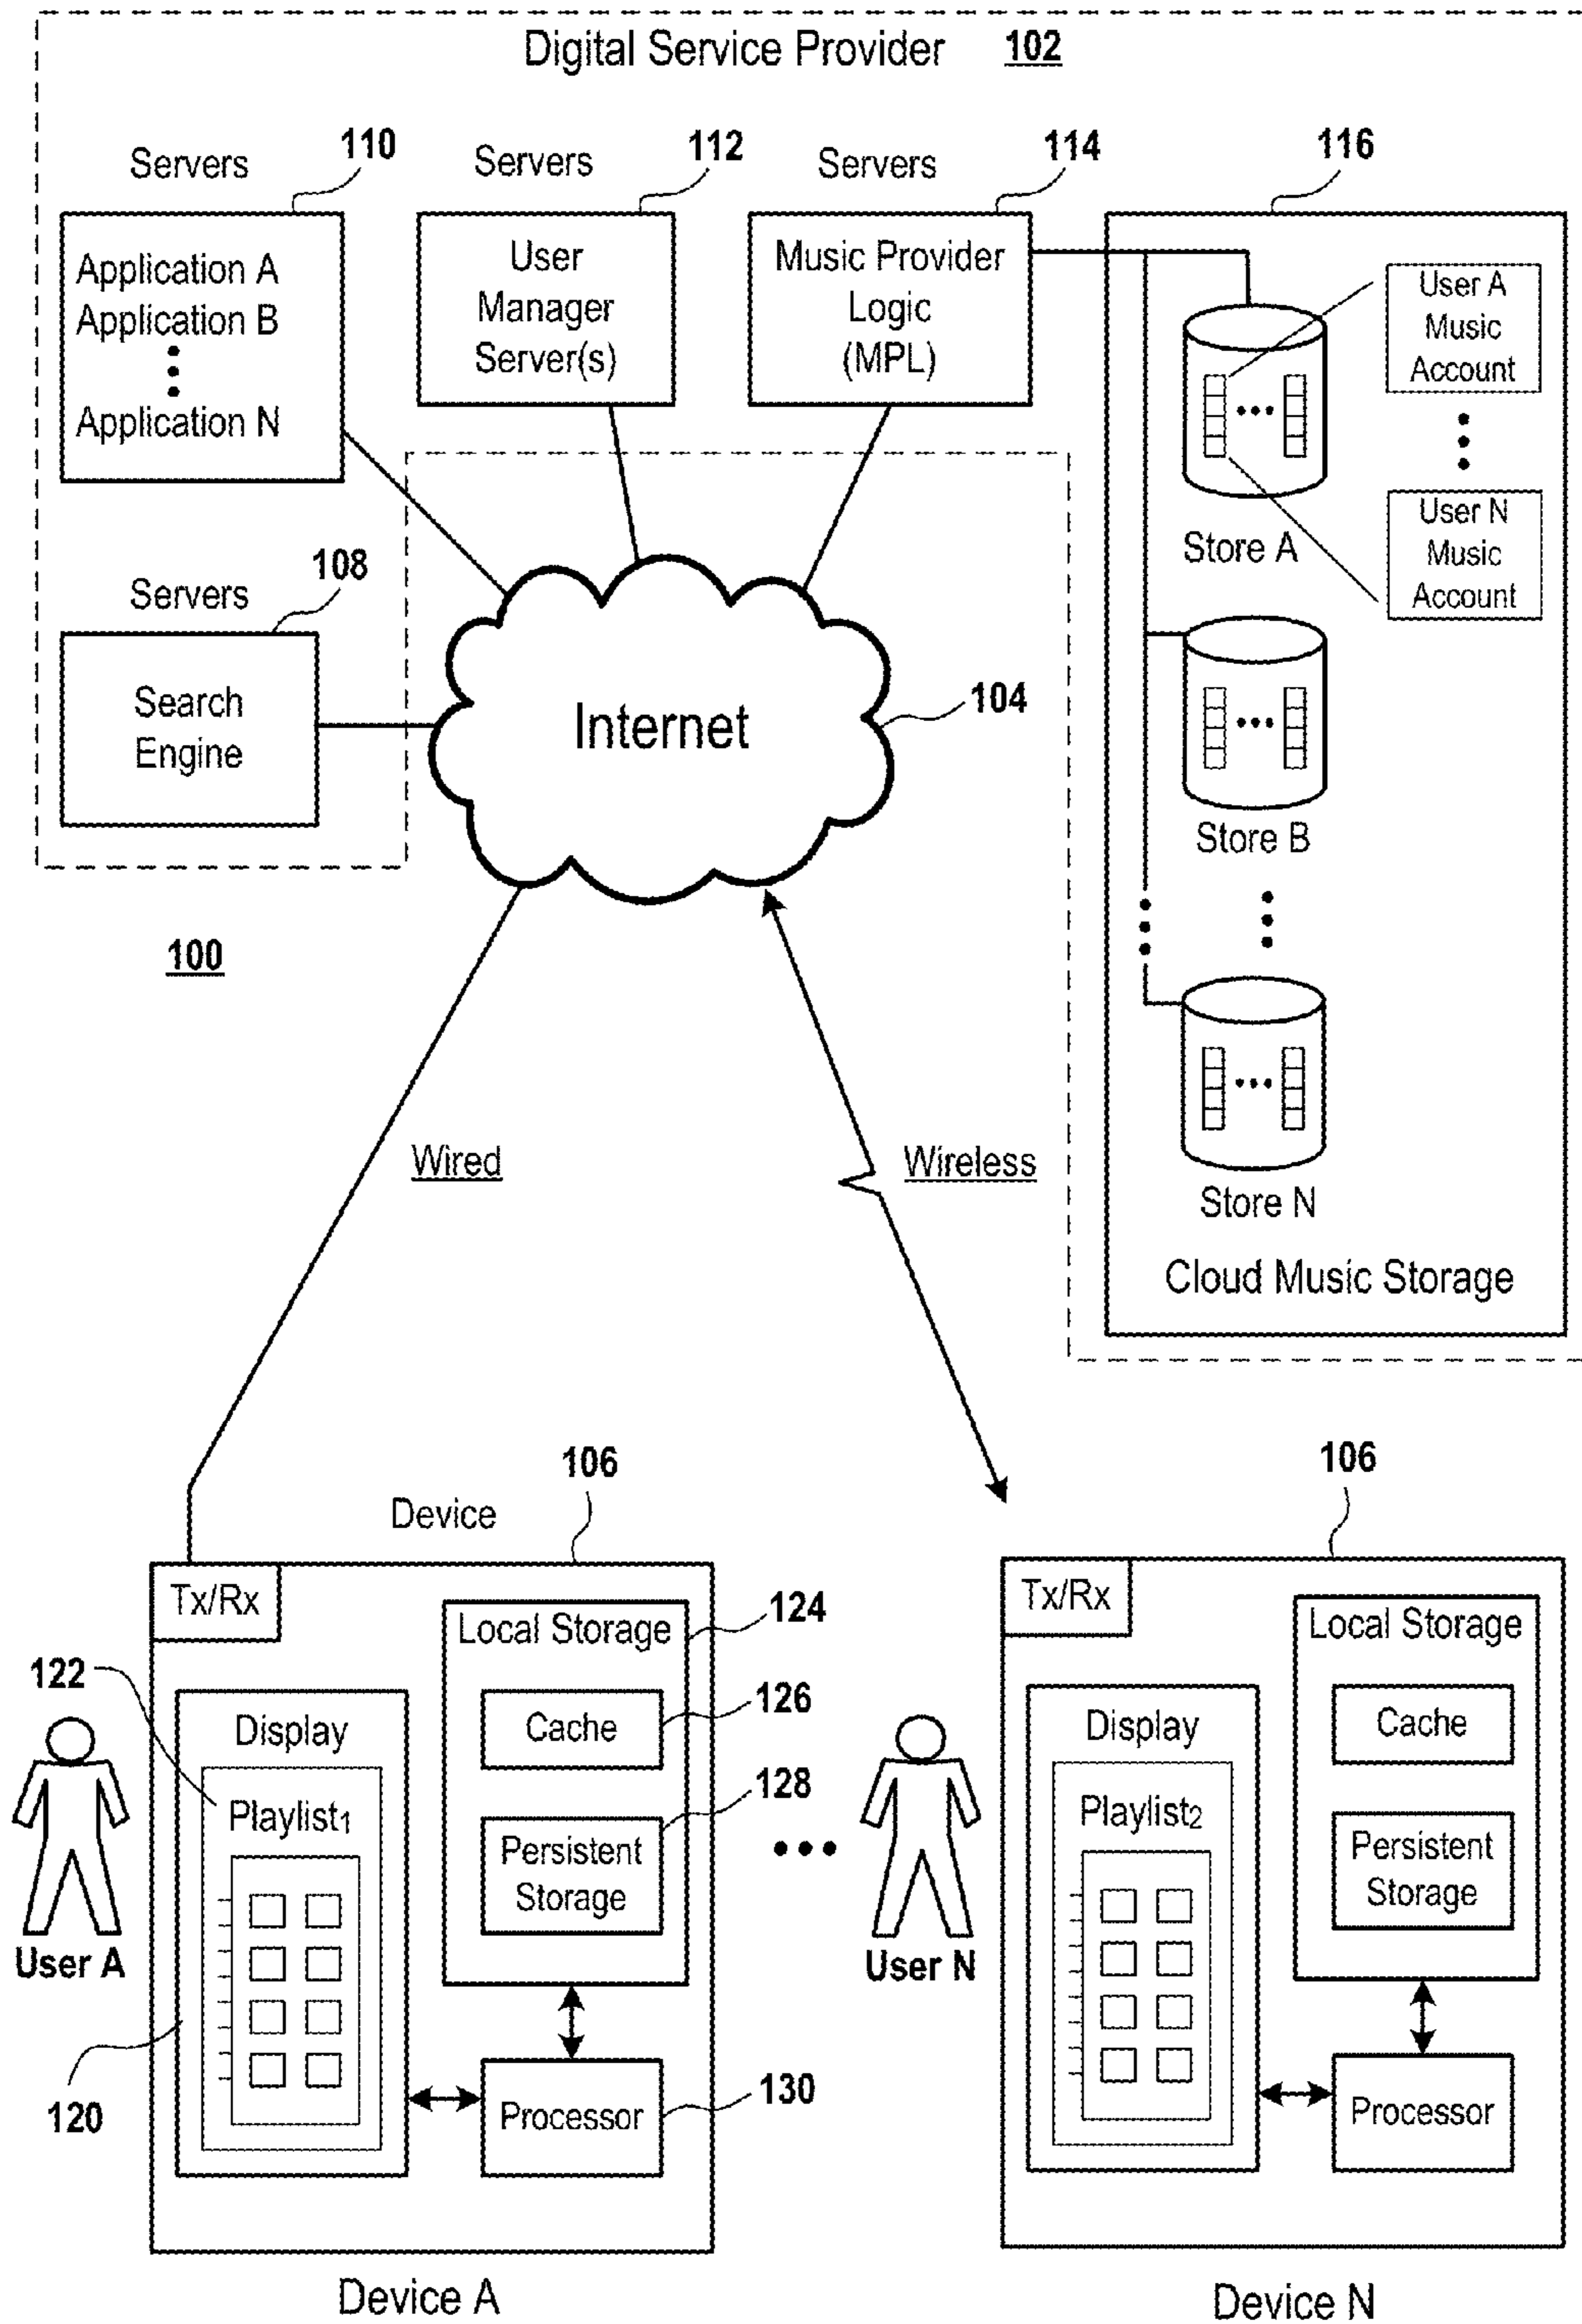 Digital Service Provider 102
Servers 110
Application A
Application B
Application N
Servers 112
User
Manager
Server(s)
Servers 114
Music Provider
Logic
(MPL)
116
User A
Music
Account
User N
Music
Account
Store A
Store B
Store N
Cloud Music Storage
Servers 108
Search
Engine
Internet
104
100
Wired
Wireless
Device
106
Tx/Rx
Local Storage
124
Cache
126
Persistent
Storage
128
122
Display
Playlist1
120
Processor
130
User A
Device A
106
Tx/Rx
Local Storage
Cache
Persistent
Storage
Display
Playlist2
Processor
User N
Device N